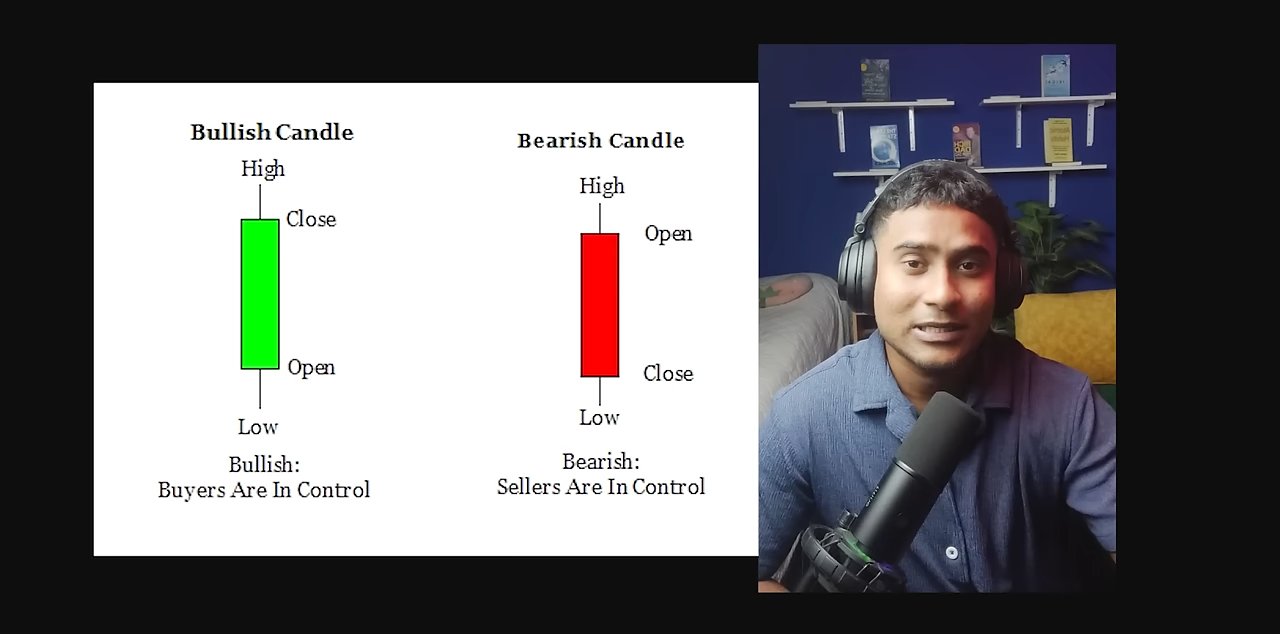 Bullish Candle
High
Close
Open
Low
Bullish:
Buyers Are In Control
Bearish Candle
High
Open
Close
Low
Bearish:
Sellers Are In Control